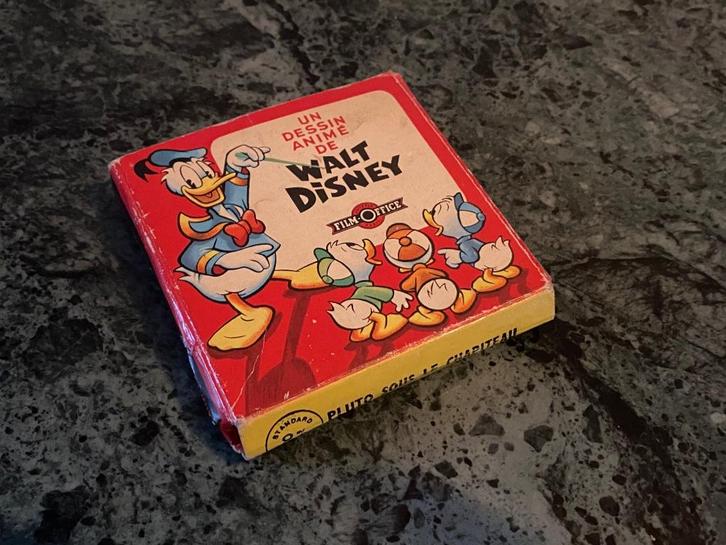 UN
DESSIN
ANIMÉ
DE
WALT
DISNEY
FILM-OFFICE
PLUTO SOUS LE CHAPITEAU
STANDARD